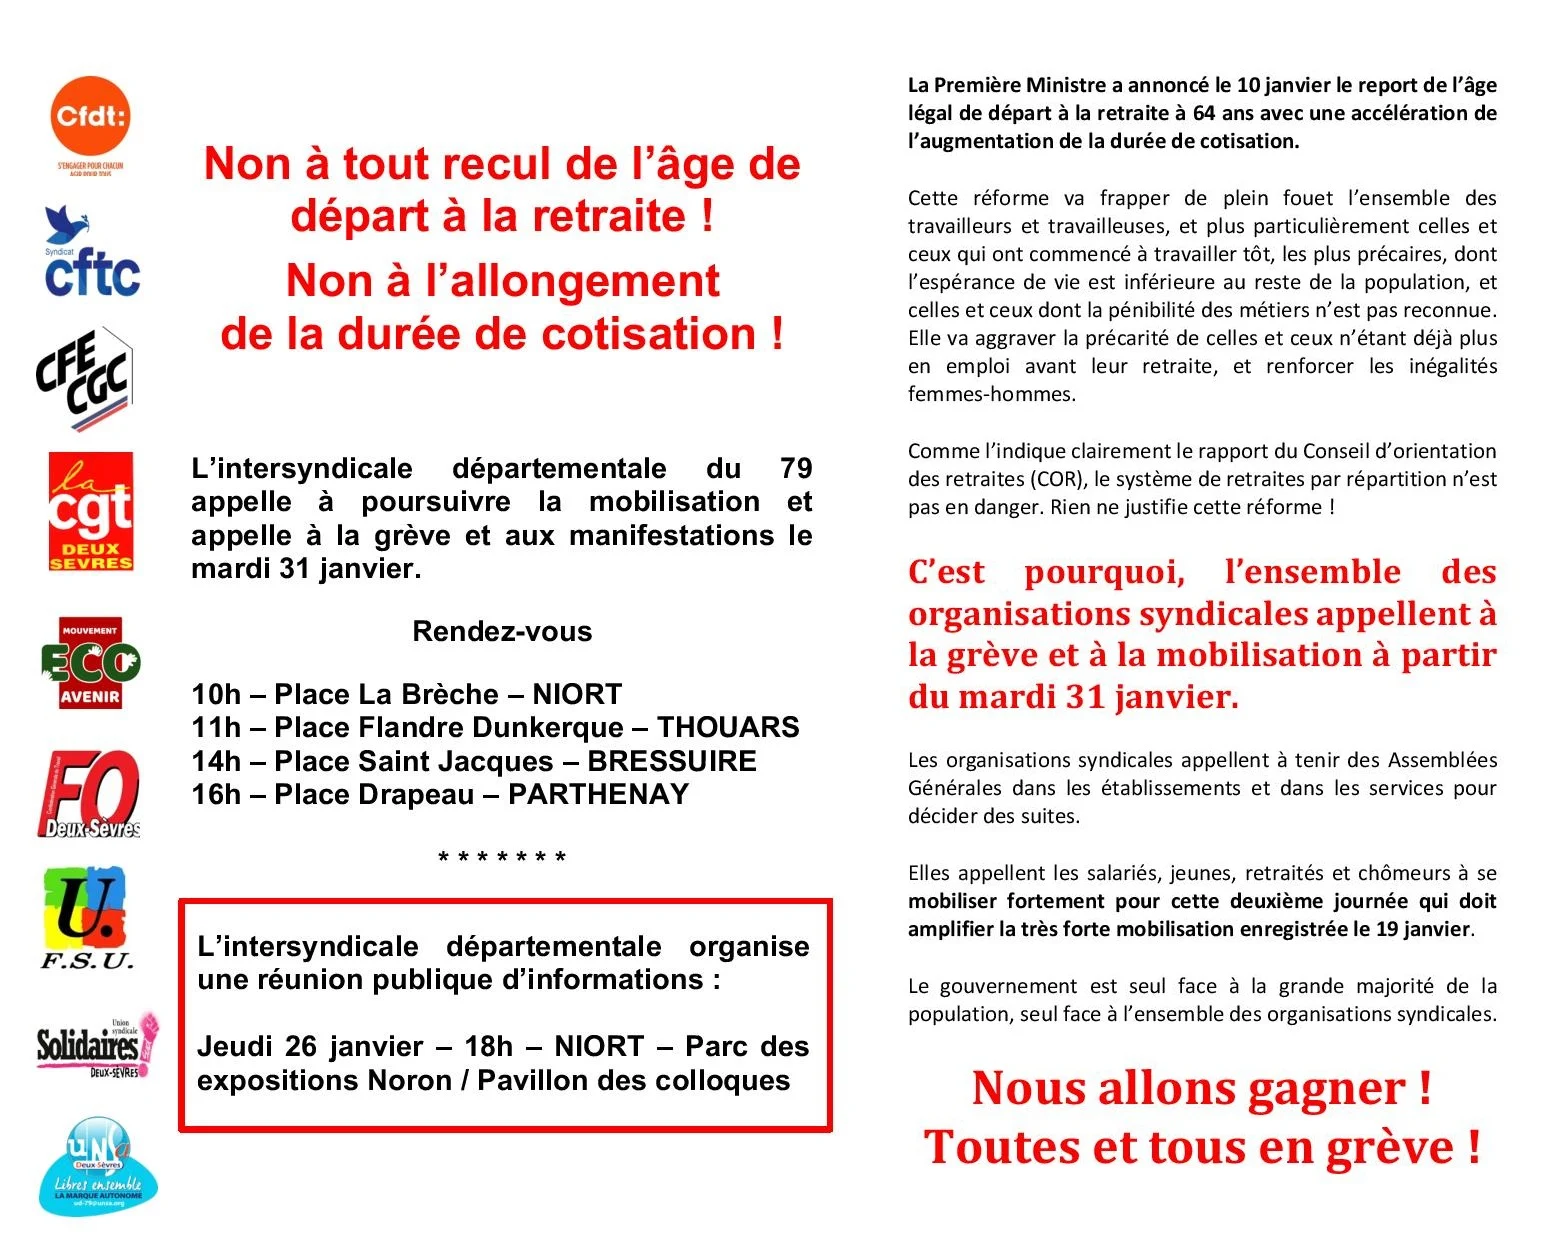 Cfdt:
S'ENGAGER POUR CHACUN
Syndicat
cftc
CFE
CGC
la
cgt
DEUX
SEVRES
MOUVEMENT
ECO
AVENIR
FO
Deux-Sèvres
U.
F.S.U.
Union
syndicale
Solidaires
DEUX-SÈVRES
UNSA
Deux-Sèvres
Libres ensemble
LA MARQUE AUTONOME
ud-79@unsa.org
Non à tout recul de l'âge de
départ à la retraite !
Non à l'allongement
de la durée de cotisation !
L'intersyndicale départementale du 79
appelle à poursuivre la mobilisation et
appelle à la grève et aux manifestations le
mardi 31 janvier.
Rendez-vous
10h – Place La Brèche – NIORT
11h – Place Flandre Dunkerque – THOUARS
14h – Place Saint Jacques – BRESSUIRE
16h – Place Drapeau – PARTHENAY
* * * * * * *
L'intersyndicale départementale organise
une réunion publique d'informations :
Jeudi 26 janvier – 18h – NIORT – Parc des
expositions Noron / Pavillon des colloques
La Première Ministre a annoncé le 10 janvier le report de l'âge
légal de départ à la retraite à 64 ans avec une accélération de
l'augmentation de la durée de cotisation.
Cette réforme va frapper de plein fouet l'ensemble des
travailleurs et travailleuses, et plus particulièrement celles et
ceux qui ont commencé à travailler tôt, les plus précaires, dont
l'espérance de vie est inférieure au reste de la population, et
celles et ceux dont la pénibilité des métiers n'est pas reconnue.
Elle va aggraver la précarité de celles et ceux n'étant déjà plus
en emploi avant leur retraite, et renforcer les inégalités
femmes-hommes.
Comme l'indique clairement le rapport du Conseil d'orientation
des retraites (COR), le système de retraites par répartition n'est
pas en danger. Rien ne justifie cette réforme !
C'est pourquoi, l'ensemble des
organisations syndicales appellent à
la grève et à la mobilisation à partir
du mardi 31 janvier.
Les organisations syndicales appellent à tenir des Assemblées
Générales dans les établissements et dans les services pour
décider des suites.
Elles appellent les salariés, jeunes, retraités et chômeurs à se
mobiliser fortement pour cette deuxième journée qui doit
amplifier la très forte mobilisation enregistrée le 19 janvier.
Le gouvernement est seul face à la grande majorité de la
population, seul face à l'ensemble des organisations syndicales.
Nous allons gagner !
Toutes et tous en grève !